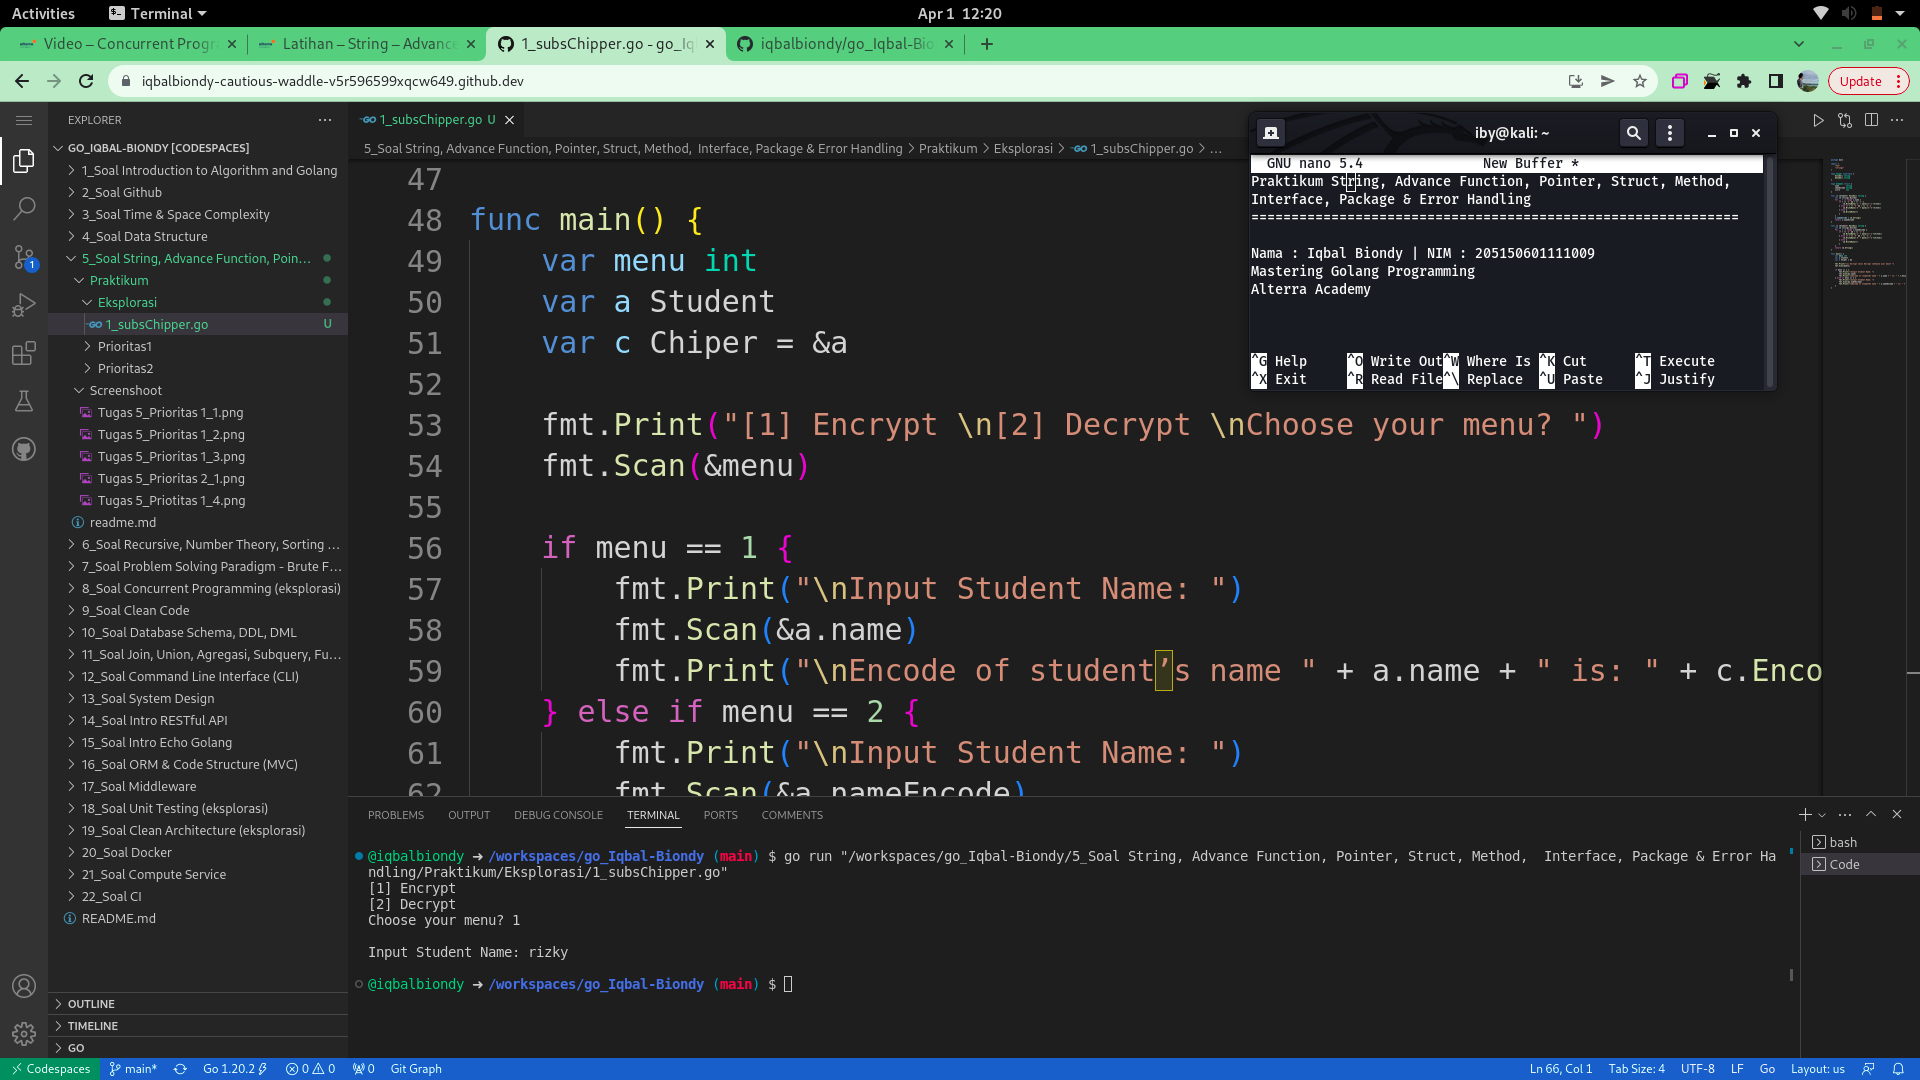 Activities
Terminal
Apr 1 12:20
Video – Concurrent Progr
Latihan – String – Advance
1_subsChipper.go - go_Iq
iqbalbiondy/go_Iqbal-Bio
iqbalbiondy-cautious-waddle-v5r596599xqcw649.github.dev
Update
EXPLORER
GO_IQBAL-BIONDY [CODESPACES]
1_Soal Introduction to Algorithm and Golang
2_Soal Github
3_Soal Time & Space Complexity
4_Soal Data Structure
5_Soal String, Advance Function, Poin...
Praktikum
Eksplorasi
1_subsChipper.go U
Prioritas1
Prioritas2
Screenshoot
Tugas 5_Prioritas 1_1.png
Tugas 5_Prioritas 1_2.png
Tugas 5_Prioritas 1_3.png
Tugas 5_Prioritas 2_1.png
Tugas 5_Priotitas 1_4.png
readme.md
6_Soal Recursive, Number Theory, Sorting ...
7_Soal Problem Solving Paradigm - Brute F...
8_Soal Concurrent Programming (eksplorasi)
9_Soal Clean Code
10_Soal Database Schema, DDL, DML
11_Soal Join, Union, Agregasi, Subquery, Fu...
12_Soal Command Line Interface (CLI)
13_Soal System Design
14_Soal Intro RESTful API
15_Soal Intro Echo Golang
16_Soal ORM & Code Structure (MVC)
17_Soal Middleware
18_Soal Unit Testing (eksplorasi)
19_Soal Clean Architecture (eksplorasi)
20_Soal Docker
21_Soal Compute Service
22_Soal CI
README.md
OUTLINE
TIMELINE
GO
1
1_subsChipper.go U
5_Soal String, Advance Function, Pointer, Struct, Method,  Interface, Package & Error Handling > Praktikum > Eksplorasi > 1_subsChipper.go > ...
47
48 func main() {
49 var menu int
50 var a Student
51 var c Chiper = &a
52
53 fmt.Print("[1] Encrypt \n[2] Decrypt \nChoose your menu? ")
54 fmt.Scan(&menu)
55
56 if menu == 1 {
57 fmt.Print("\nInput Student Name: ")
58 fmt.Scan(&a.name)
59 fmt.Print("\nEncode of student’s name " + a.name + " is: " + c.Enco
60 } else if menu == 2 {
61 fmt.Print("\nInput Student Name: ")
62 fmt.Scan(&a.nameEncode)
iby@kali: ~
GNU nano 5.4 New Buffer *
Praktikum String, Advance Function, Pointer, Struct, Method,
Interface, Package & Error Handling
=============================================================
Nama : Iqbal Biondy | NIM : 205150601111009
Mastering Golang Programming
Alterra Academy
^G Help ^O Write Out ^W Where Is ^K Cut ^T Execute
^X Exit ^R Read File ^\ Replace ^U Paste ^J Justify
PROBLEMS OUTPUT DEBUG CONSOLE TERMINAL PORTS COMMENTS
@iqbalbiondy ➜ /workspaces/go_Iqbal-Biondy (main) $ go run "/workspaces/go_Iqbal-Biondy/5_Soal String, Advance Function, Pointer, Struct, Method,  Interface, Package & Error Ha
ndling/Praktikum/Eksplorasi/1_subsChipper.go"
[1] Encrypt
[2] Decrypt
Choose your menu? 1
Input Student Name: rizky
@iqbalbiondy ➜ /workspaces/go_Iqbal-Biondy (main) $
bash
Code
Codespaces main* Go 1.20.2 0 0 0 Git Graph Ln 66, Col 1 Tab Size: 4 UTF-8 LF Go Layout: us